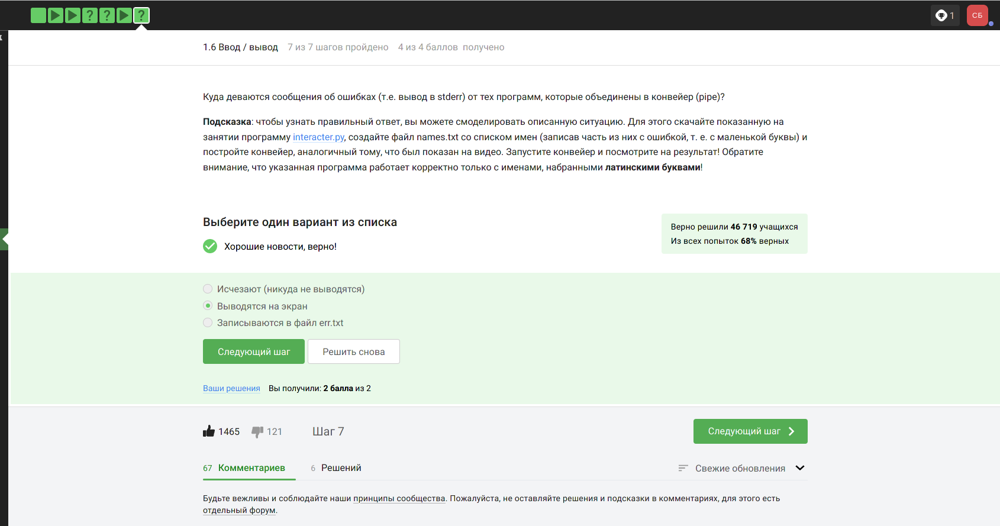 1
СБ
1.6 Ввод / вывод 7 из 7 шагов пройдено 4 из 4 баллов получено
Куда деваются сообщения об ошибках (т.е. вывод в stderr) от тех программ, которые объединены в конвейер (pipe)?
Подсказка: чтобы узнать правильный ответ, вы можете смоделировать описанную ситуацию. Для этого скачайте показанную на
занятии программу interacter.py, создайте файл names.txt со списком имен (записав часть из них с ошибкой, т. е. с маленькой буквы) и
постройте конвейер, аналогичный тому, что был показан на видео. Запустите конвейер и посмотрите на результат! Обратите
внимание, что указанная программа работает корректно только с именами, набранными латинскими буквами!
Выберите один вариант из списка
Хорошие новости, верно!
Верно решили 46 719 учащихся
Из всех попыток 68% верных
Исчезают (никуда не выводятся)
Выводятся на экран
Записываются в файл err.txt
Следующий шаг Решить снова
Ваши решения Вы получили: 2 балла из 2
1465 121 Шаг 7 Следующий шаг
67 Комментариев 6 Решений Свежие обновления
Будьте вежливы и соблюдайте наши принципы сообщества. Пожалуйста, не оставляйте решения и подсказки в комментариях, для этого есть
отдельный форум.